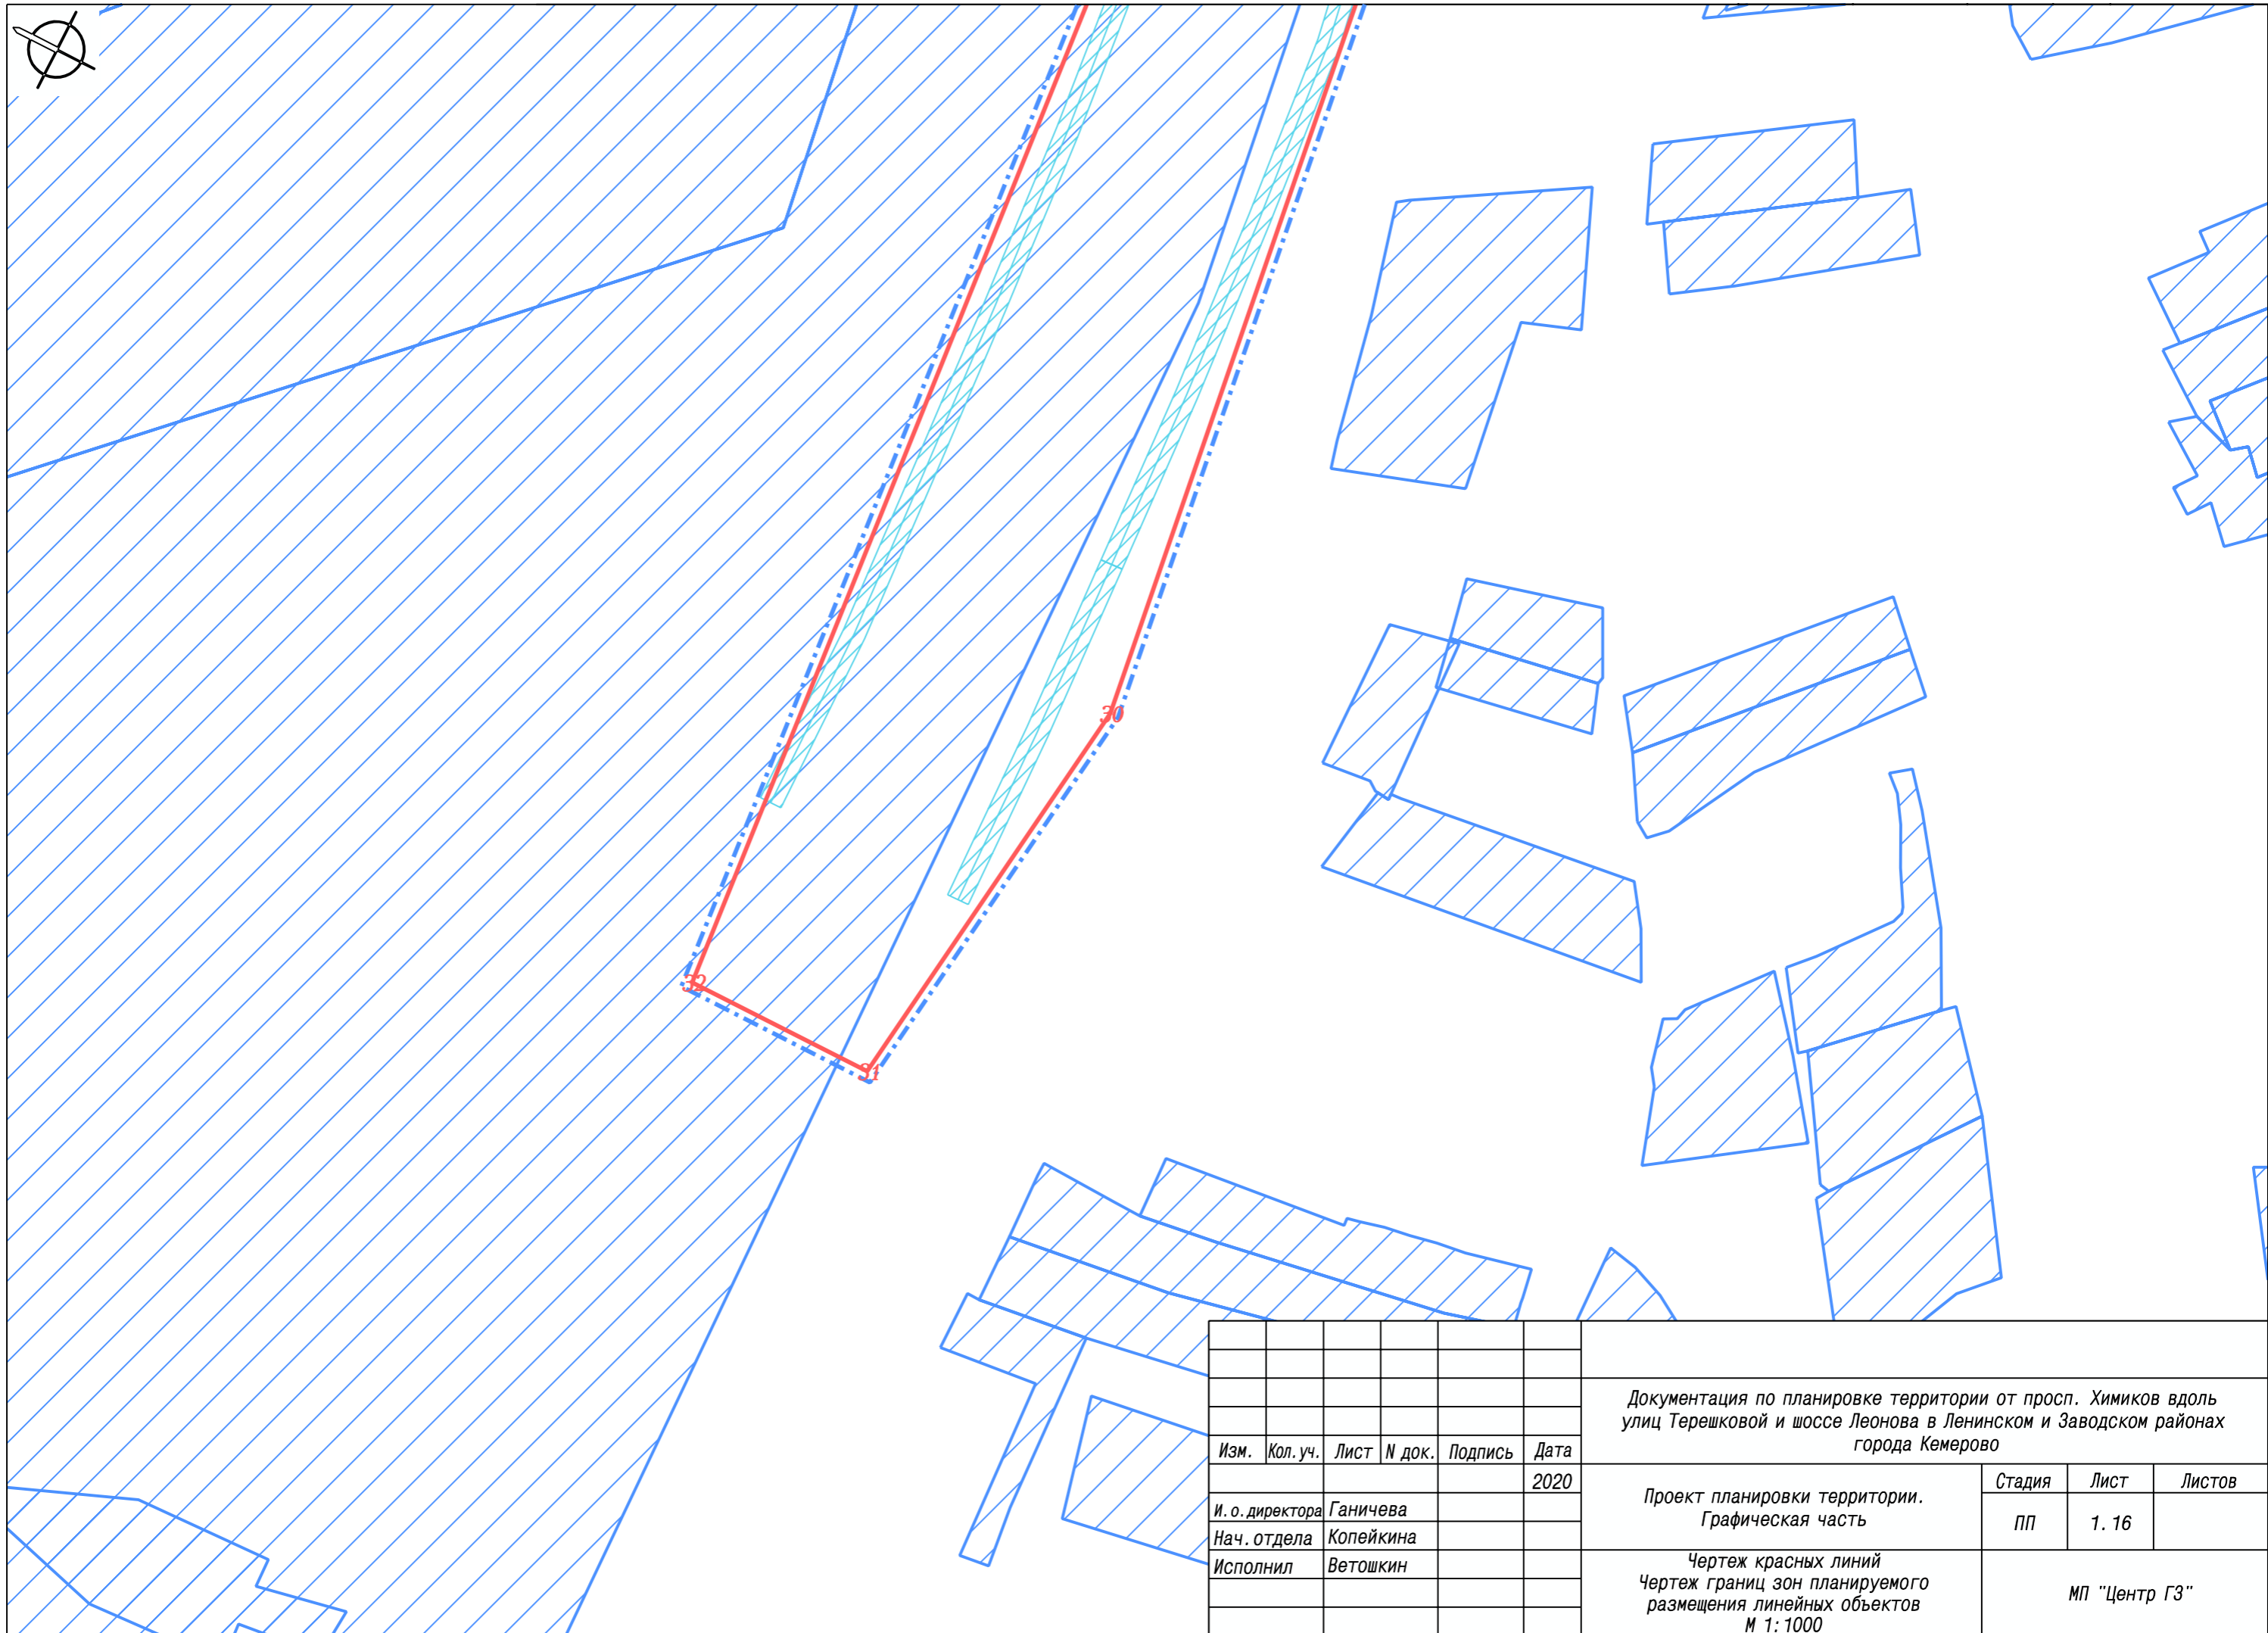 30
32
31
Документация по планировке территории от просп. Химиков вдоль
улиц Терешковой и шоссе Леонова в Ленинском и Заводском районах
города Кемерово
Изм. Кол.уч. Лист N док. Подпись Дата
2020
Проект планировки территории.
Графическая часть
Стадия Лист Листов
ПП 1.16
И.о.директора Ганичева
Нач.отдела Копейкина
Исполнил Ветошкин
Чертеж красных линий
Чертеж границ зон планируемого
размещения линейных объектов
М 1:1000
МП "Центр ГЗ"